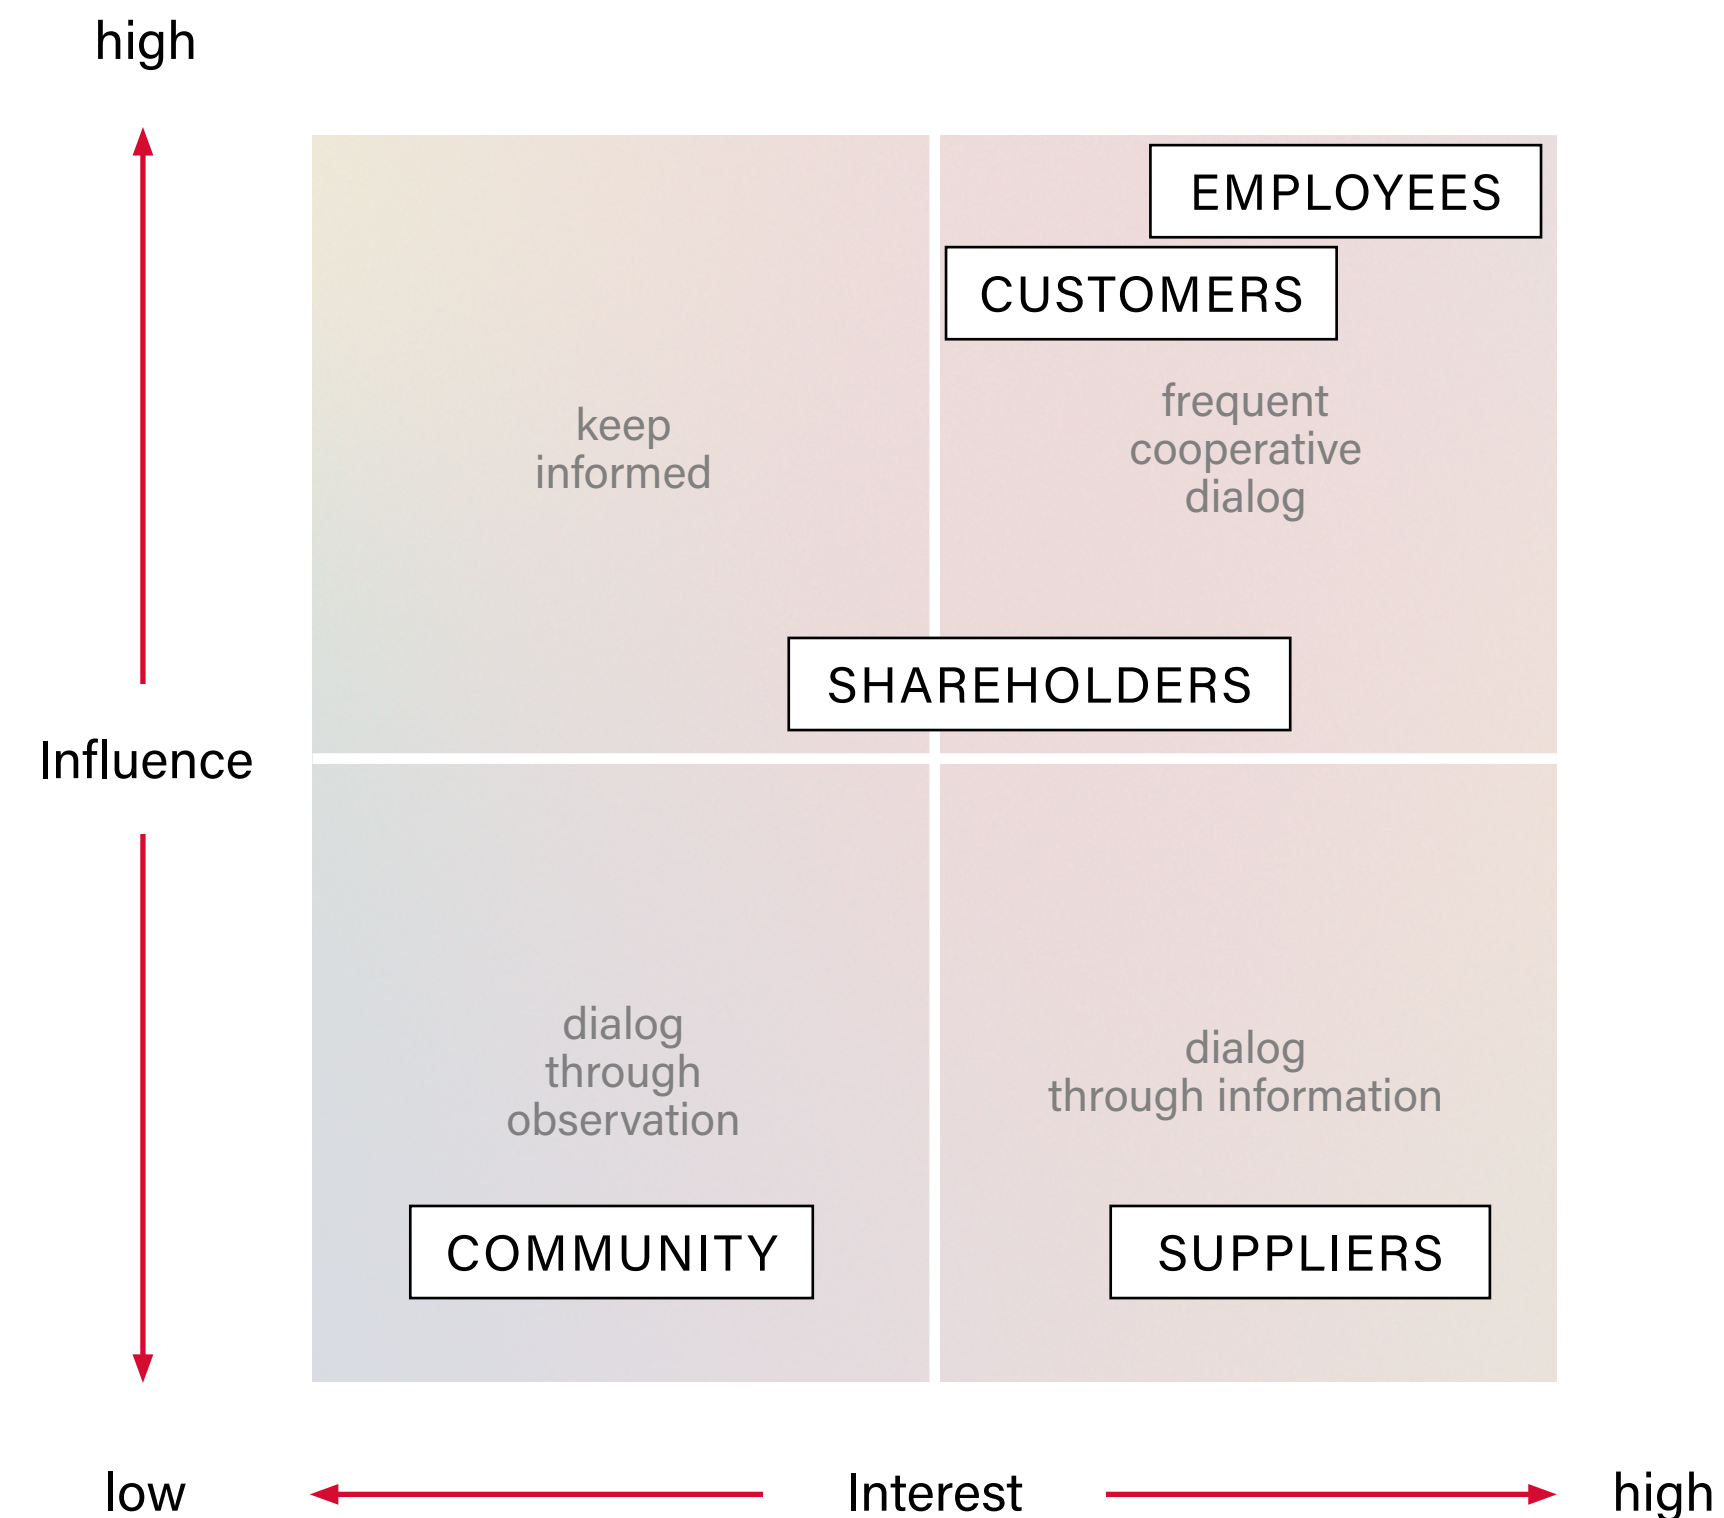 high
EMPLOYEES
CUSTOMERS
keep
informed
frequent
cooperative
dialog
SHAREHOLDERS
Influence
dialog
through
observation
dialog
through information
COMMUNITY
SUPPLIERS
low
Interest
high